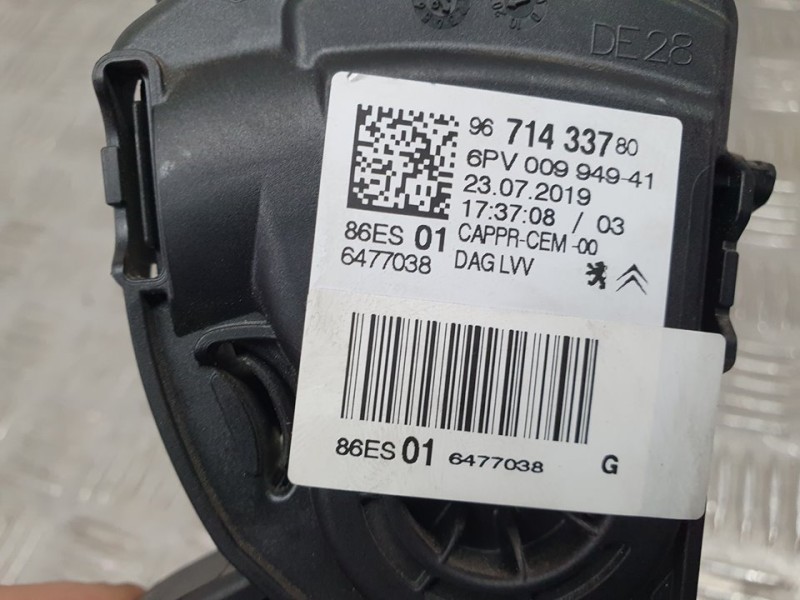 DE28
96 714 337 80
6PV 009 949-41
23.07.2019
17:37:08 / 03
86ES 01 CAPPR-CEM-00
6477038 DAG LVV
86ES 01 6477038 G